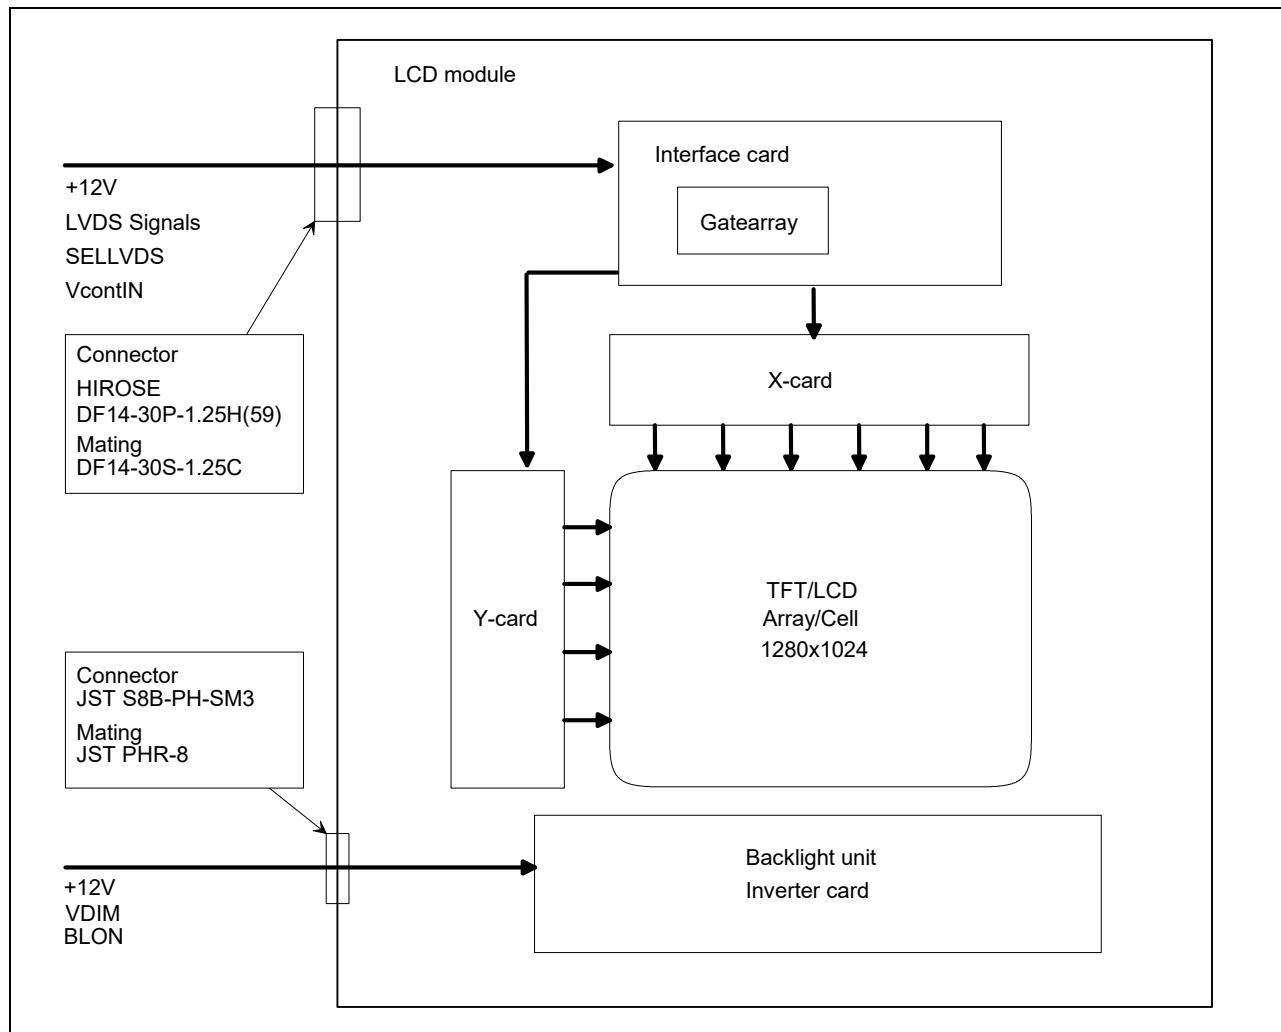 LCD module
Interface card
Gatearray
+12V
LVDS Signals
SELLVDS
VcontIN
Connector
HIROSE
DF14-30P-1.25H(59)
Mating
DF14-30S-1.25C
X-card
Y-card
TFT/LCD
Array/Cell
1280x1024
Connector
JST S8B-PH-SM3
Mating
JST PHR-8
+12V
VDIM
BLON
Backlight unit
Inverter card